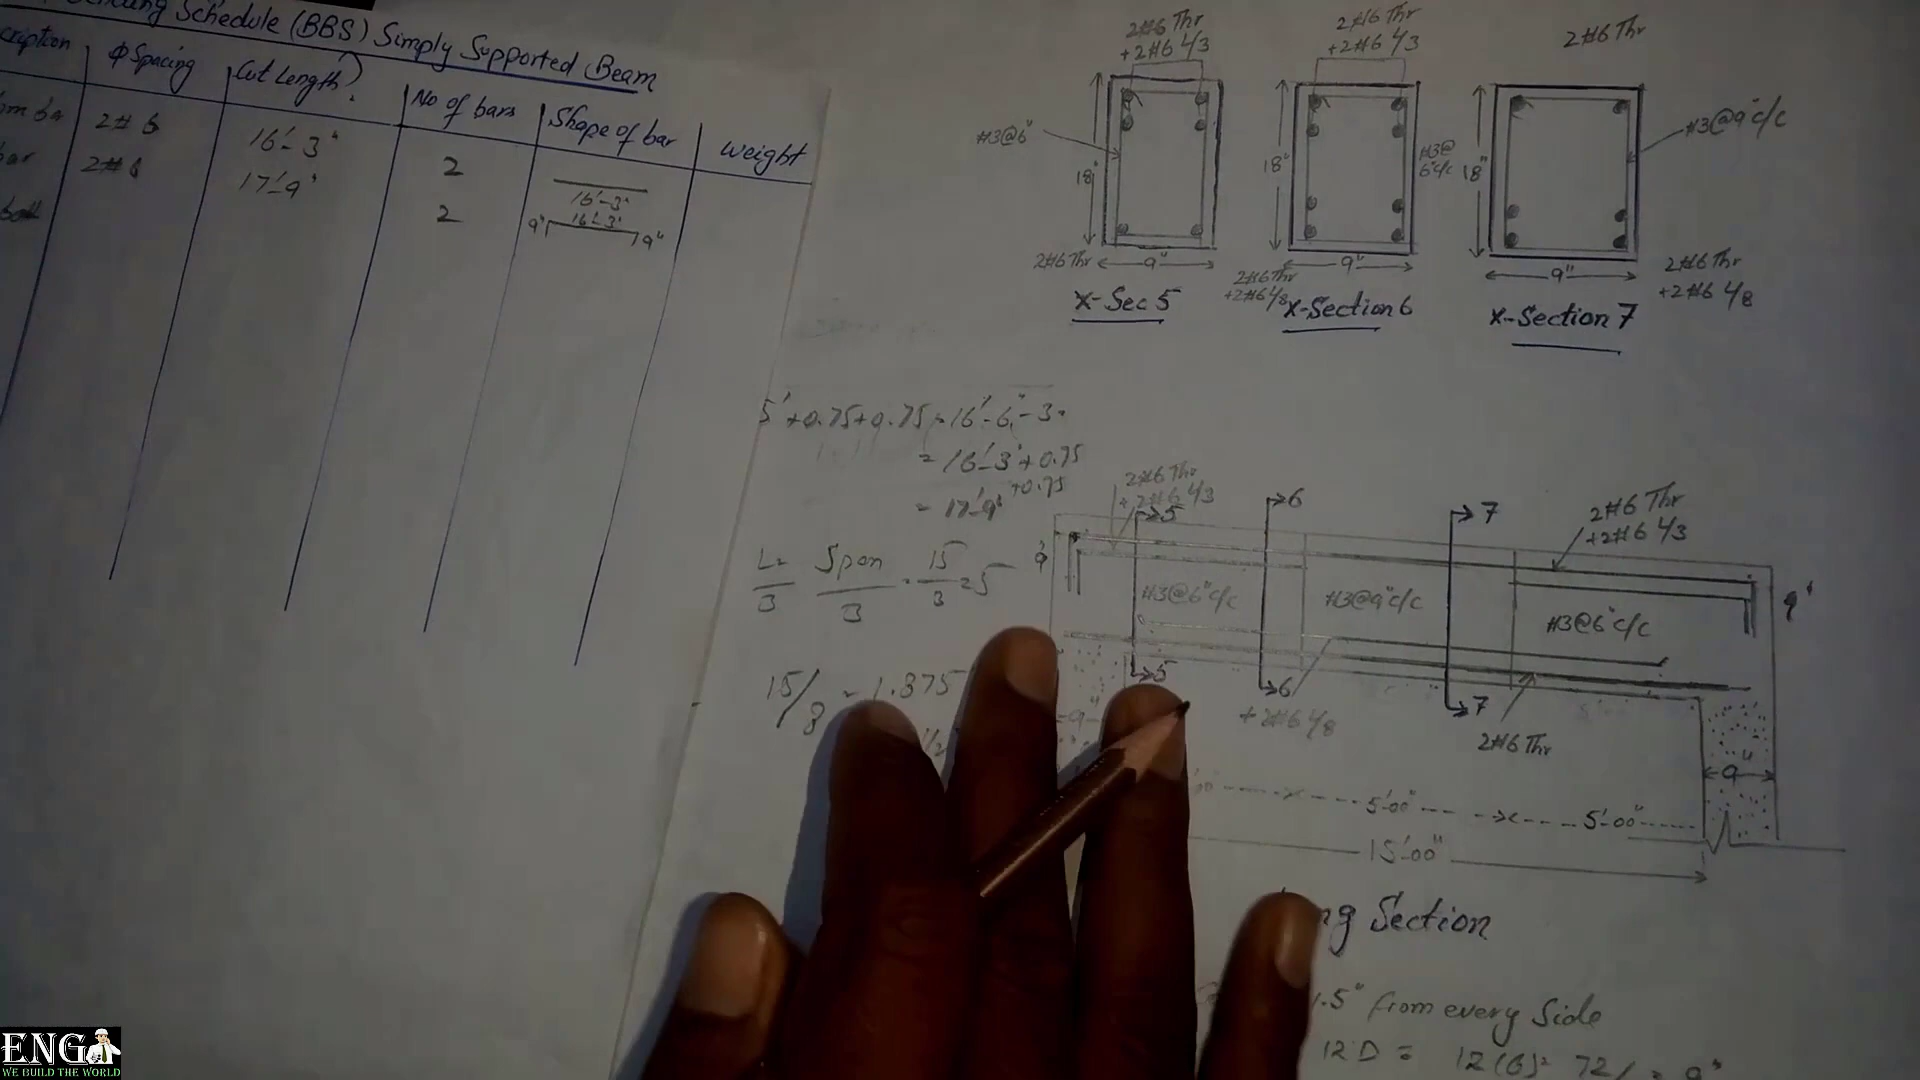 Schedule (BBS) Simply Supported Beam
Φ Spacing
Cut Length
No of bars
Shape of bar
weight
2#6
16'-3"
2
16'-3"
bar
2#6
17'-9"
2
9" 16'-3" 9"
2#6 Thr
+2#6 L/3
#3@6"
18"
2#6 Thr
9"
X-Sec 5
2#6 Thr
+2#6 L/3
18"
#3@
6"c/c
2#6 Thr
+2#6 L/8
9"
X-Section 6
2#6 Thr
#3@9"c/c
18"
9"
2#6 Thr
+2#6 L/8
X-Section 7
5'+0.75+0.75=16'-6"-3"
=16'-3"+0.75
+0.75
=17'-9"
L=
3
Span
3
=
15
3
=5
15/8 = 1.875
1/2
2#6 Thr
+2#6 L/3
5
6
7
2#6 Thr
+2#6 L/3
9"
#3@6"c/c
#3@9"c/c
#3@6"c/c
9"
5
6
7
+2#6 L/8
2#6 Thr
9"
9"
5'-00"
5'-00"
15'-00"
ng Section
1.5" from every Side
12D = 12(6)= 72/ = 9"
ENG
WE BUILD THE WORLD